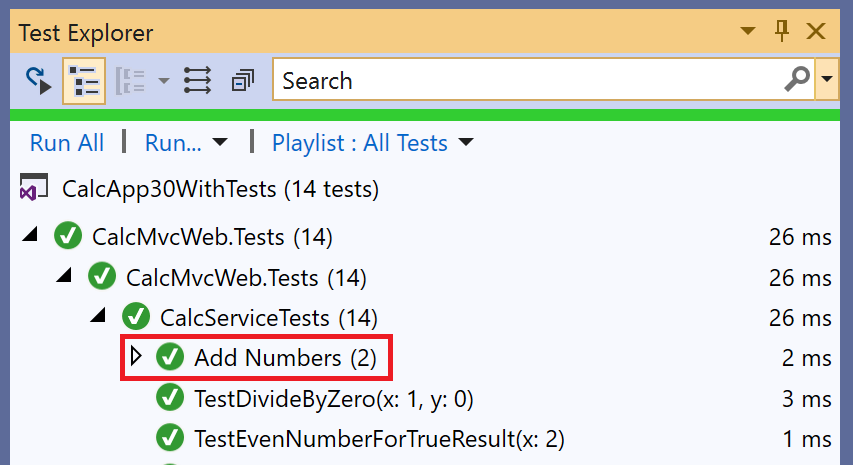 Test Explorer
Search
Run All | Run... | Playlist : All Tests
CalcApp30WithTests (14 tests)
CalcMvcWeb.Tests (14) 26 ms
CalcMvcWeb.Tests (14) 26 ms
CalcServiceTests (14) 26 ms
Add Numbers (2) 2 ms
TestDivideByZero(x: 1, y: 0) 3 ms
TestEvenNumberForTrueResult(x: 2) 1 ms